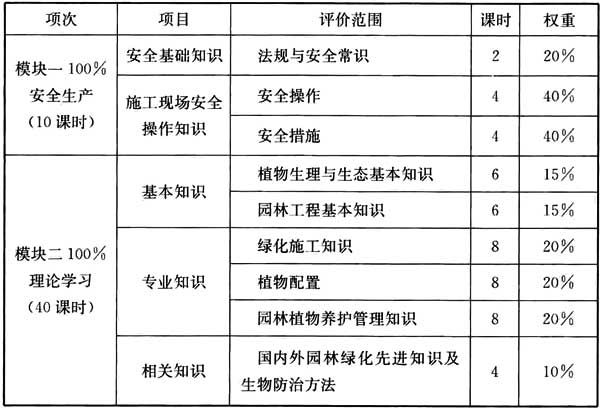 项次 项目 评价范围 课时 权重
模块一 100%
安全生产
(10课时)
安全基础知识 法规与安全常识 2 20%
施工现场安全
操作知识
安全操作 4 40%
安全措施 4 40%
模块二 100%
理论学习
(40课时)
基本知识
植物生理与生态基本知识 6 15%
园林工程基本知识 6 15%
专业知识
绿化施工知识 8 20%
植物配置 8 20%
园林植物养护管理知识 8 20%
相关知识
国内外园林绿化先进知识及
生物防治方法
4 10%